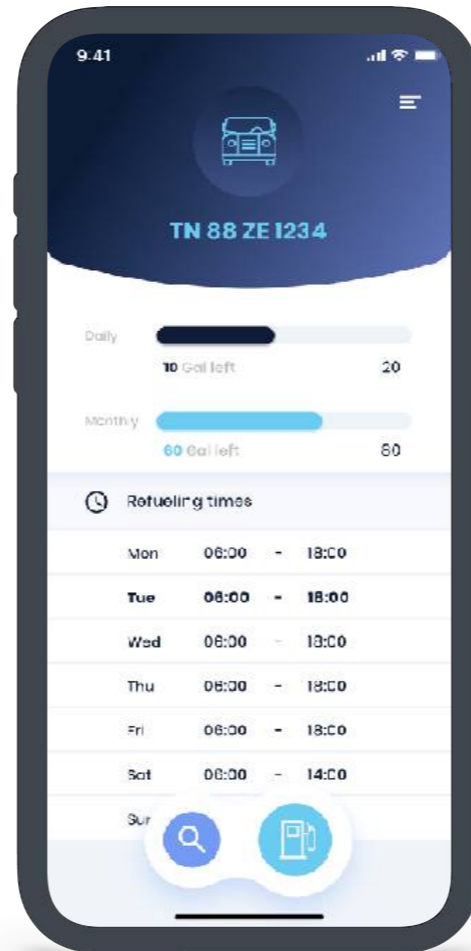 9:41
TN 88 ZE 1234
Daily
10 Gal left 20
Monthly
60 Gal left 80
Refueling times
Mon 06:00 - 18:00
Tue 06:00 - 18:00
Wed 06:00 - 18:00
Thu 06:00 - 18:00
Fri 06:00 - 18:00
Sat 06:00 - 14:00
Sun